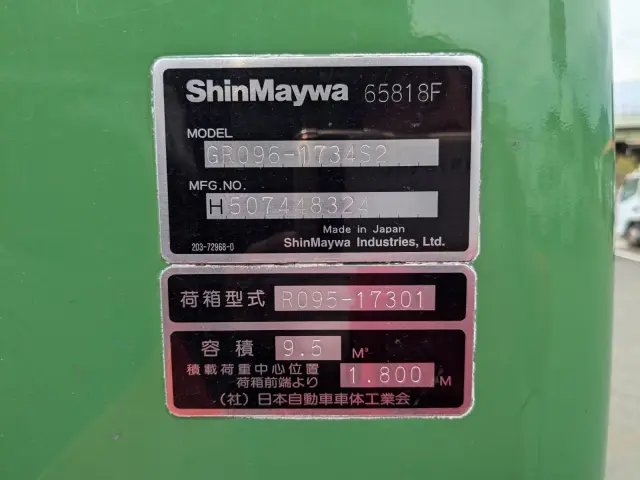 ShinMaywa 65818F
MODEL
GR096-1734S2
MFG.NO.
H507448324
Made in Japan
203-72968-0 ShinMaywa Industries, Ltd.
荷箱型式 R095-17301
容積 9.5 M³
積載荷重中心位置
荷箱前端より 1.800 M
(社)日本自動車車体工業会